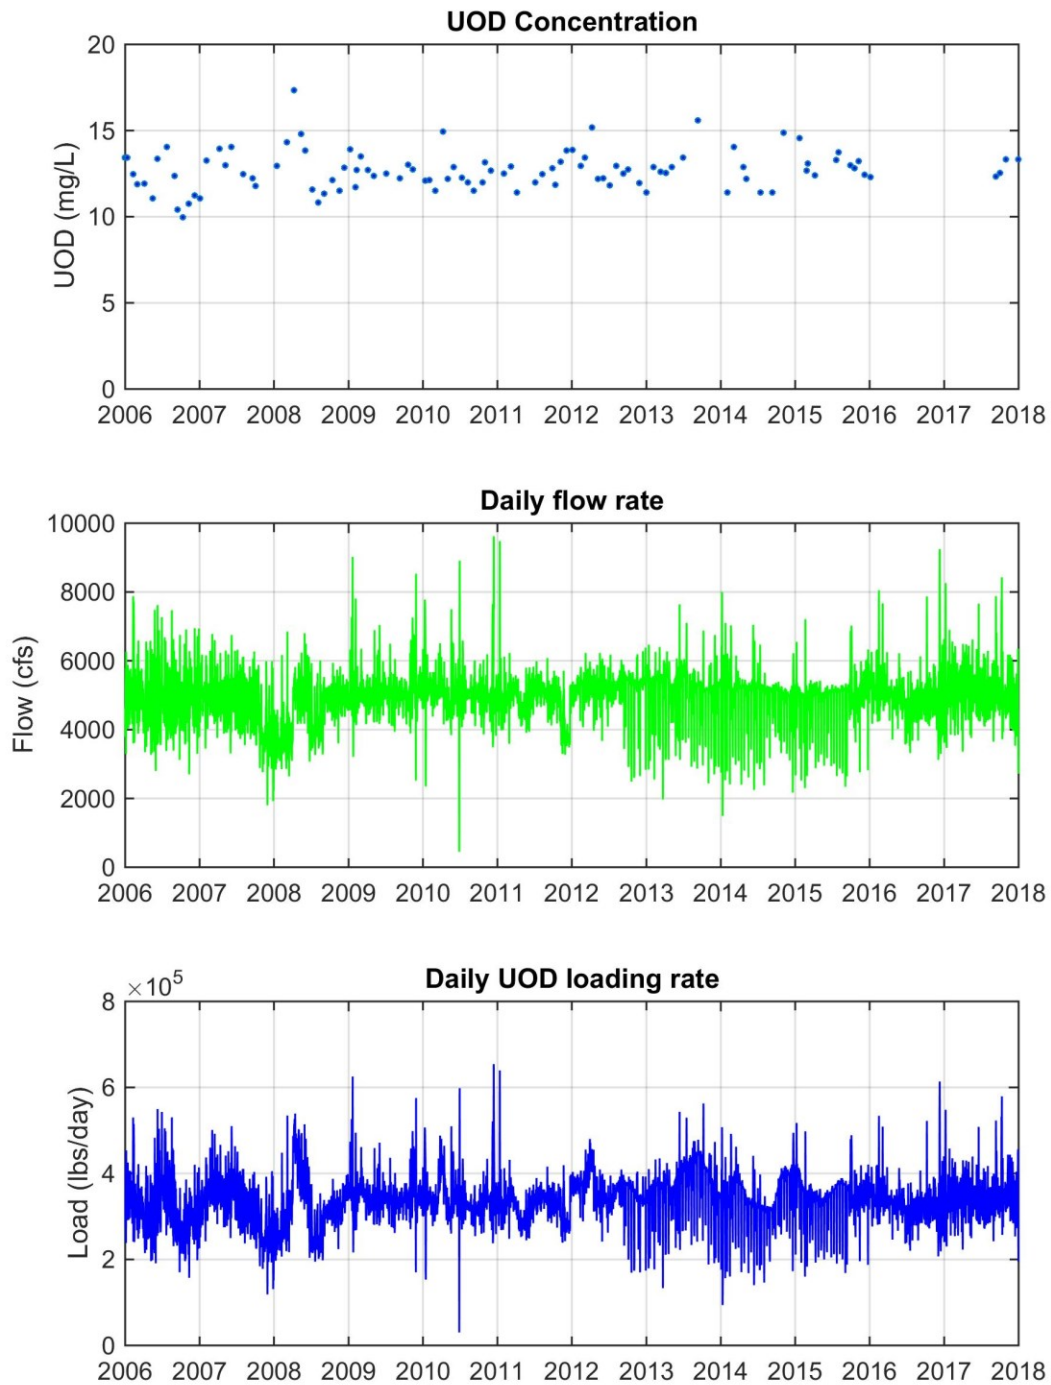 UOD Concentration
20
15
10
5
0
UOD (mg/L)
2006 2007 2008 2009 2010 2011 2012 2013 2014 2015 2016 2017 2018
Daily flow rate
10000
8000
6000
4000
2000
0
Flow (cfs)
2006 2007 2008 2009 2010 2011 2012 2013 2014 2015 2016 2017 2018
Daily UOD loading rate
×10⁵
8
6
4
2
0
Load (lbs/day)
2006 2007 2008 2009 2010 2011 2012 2013 2014 2015 2016 2017 2018